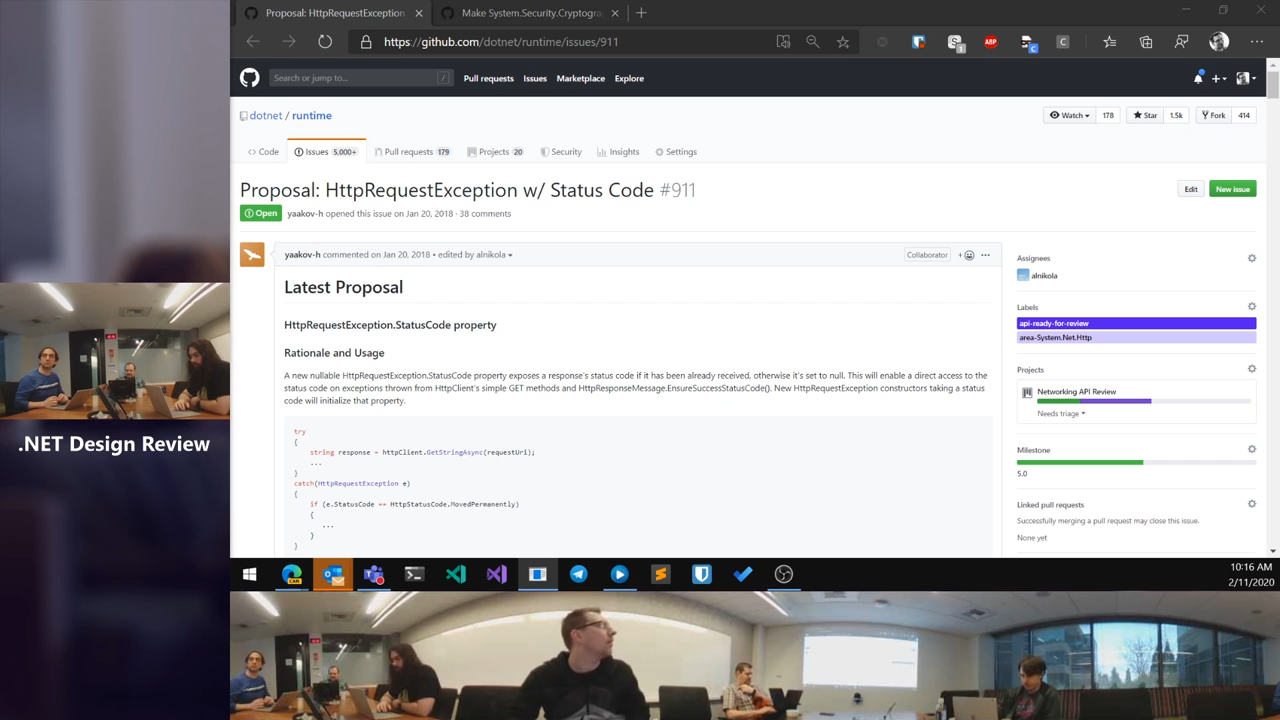 Proposal: HttpRequestException
Make System.Security.Cryptogra
https://github.com/dotnet/runtime/issues/911
1
ABP
C
C
Search or jump to...
/
Pull requests
Issues
Marketplace
Explore
dotnet / runtime
Watch 178
Star 1.5k
Fork 414
Code
Issues 5,000+
Pull requests 179
Projects 20
Security
Insights
Settings
Proposal: HttpRequestException w/ Status Code #911
Edit
New issue
Open
yaakov-h opened this issue on Jan 20, 2018 · 38 comments
yaakov-h commented on Jan 20, 2018 • edited by alnikola
Collaborator
Latest Proposal
HttpRequestException.StatusCode property
Rationale and Usage
A new nullable HttpRequestException.StatusCode property exposes a response's status code if it has been already received, otherwise it's set to null. This will enable a direct access to the
status code on exceptions thrown from HttpClient's simple GET methods and HttpResponseMessage.EnsureSuccessStatusCode(). New HttpRequestException constructors taking a status
code will initialize that property.
try
{
string response = httpClient.GetStringAsync(requestUri);
...
}
catch(HttpRequestException e)
{
if (e.StatusCode == HttpStatusCode.MovedPermanently)
{
...
}
}
Assignees
alnikola
Labels
api-ready-for-review
area-System.Net.Http
Projects
Networking API Review
Needs triage
Milestone
5.0
Linked pull requests
Successfully merging a pull request may close this issue.
None yet
.NET Design Review
10:16 AM
2/11/2020